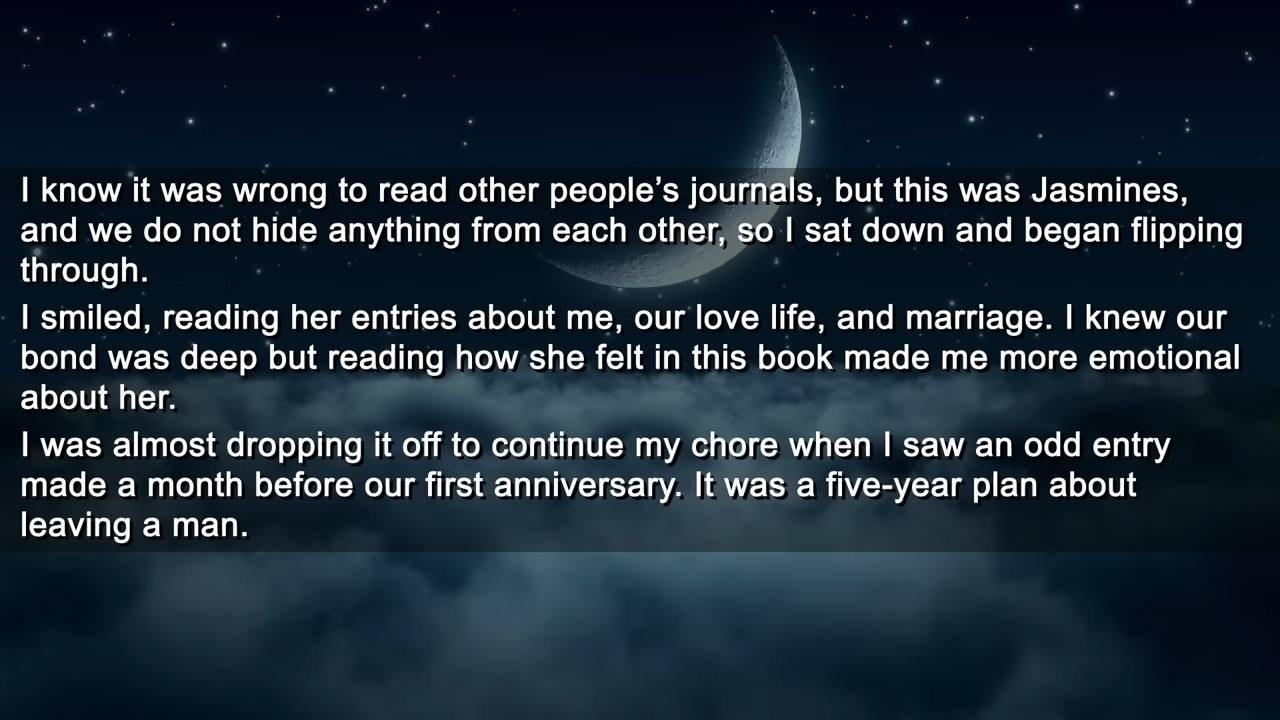 I know it was wrong to read other people’s journals, but this was Jasmines,
and we do not hide anything from each other, so I sat down and began flipping
through.
I smiled, reading her entries about me, our love life, and marriage. I knew our
bond was deep but reading how she felt in this book made me more emotional
about her.
I was almost dropping it off to continue my chore when I saw an odd entry
made a month before our first anniversary. It was a five-year plan about
leaving a man.